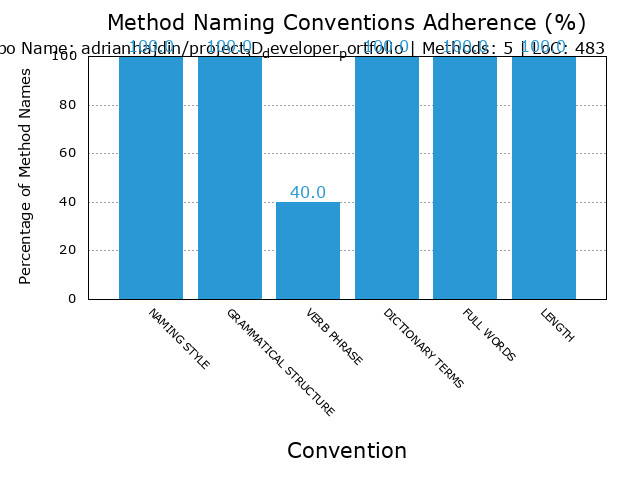 Method Naming Conventions Adherence (%)
po Name: adrianhajdin/project_3D_developer_portfolio | Methods: 5 | LoC: 483
100.0 100.0 40.0 100.0 100.0 100.0
Percentage of Method Names
100
80
60
40
20
0
NAMING STYLE
GRAMMATICAL STRUCTURE
VERB PHRASE
DICTIONARY TERMS
FULL WORDS
LENGTH
Convention